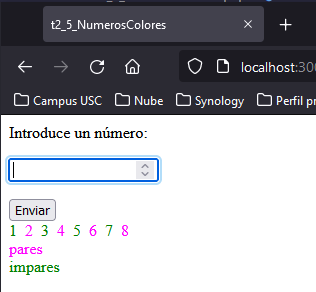 t2_5_NumerosColores
localhost:300
Campus USC Nube Synology Perfil pr
Introduce un número:
Enviar
1 2 3 4 5 6 7 8
pares
impares